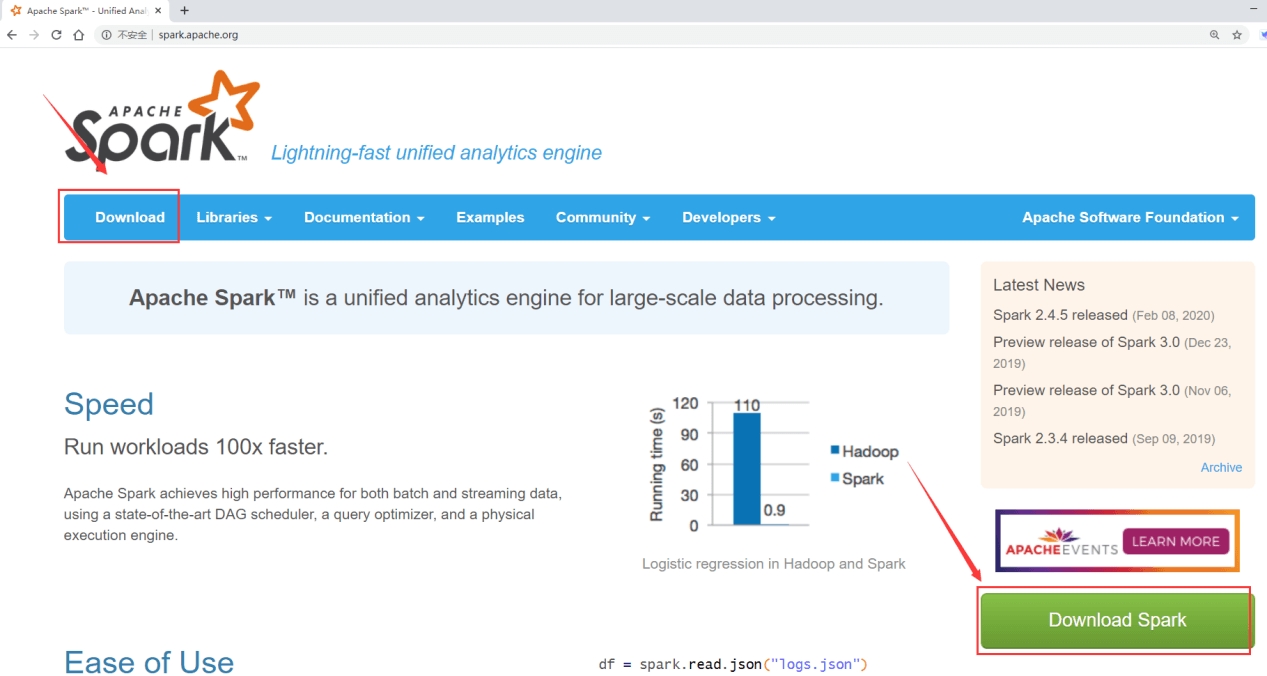 Apache Spark™ - Unified Anal
不安全 spark.apache.org
APACHE
Spark™
Lightning-fast unified analytics engine
Download Libraries Documentation Examples Community Developers Apache Software Foundation
Apache Spark™ is a unified analytics engine for large-scale data processing.
Latest News
Spark 2.4.5 released (Feb 08, 2020)
Preview release of Spark 3.0 (Dec 23,
2019)
Preview release of Spark 3.0 (Nov 06,
2019)
Spark 2.3.4 released (Sep 09, 2019)
Archive
APACHEEVENTS LEARN MORE
Download Spark
Speed
Run workloads 100x faster.
Apache Spark achieves high performance for both batch and streaming data,
using a state-of-the-art DAG scheduler, a query optimizer, and a physical
execution engine.
Running time (s)
120
90
60
30
0
110
0.9
Hadoop
Spark
Logistic regression in Hadoop and Spark
Ease of Use
df = spark.read.json("logs.json")